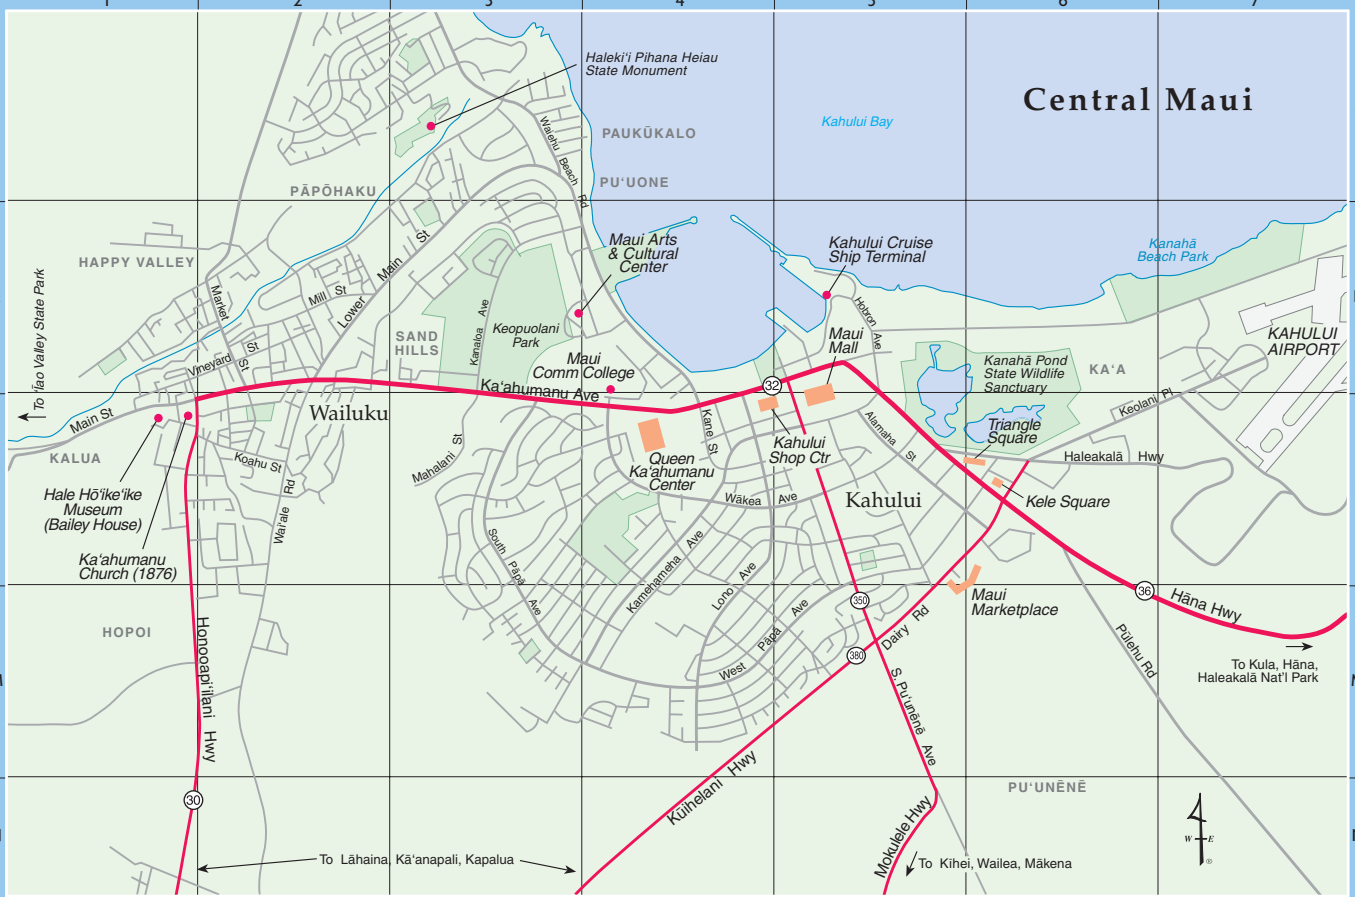 1
2
3
4
5
6
7
Central Maui
Haleki‘i Pihana Heiau
State Monument
Kahului Bay
PAUKŪKALO
Waiehu Beach Rd
PU‘UONE
PĀPŌHAKU
HAPPY VALLEY
Maui Arts
& Cultural
Center
Kahului Cruise
Ship Terminal
Kanahā
Beach Park
To ‘Īao Valley State Park
Market St
Mill St
Lower Main St
Vineyard St
SAND
HILLS
Kanaloa Ave
Keopuolani
Park
Hobron Ave
Maui
Mall
KAHULUI
AIRPORT
Maui
Comm College
Kanahā Pond
State Wildlife
Sanctuary
KA‘A
Ka‘ahumanu Ave
32
Keolani Pl
Main St
Wailuku
Kane St
Alamaha St
Triangle
Square
Kahului
Shop Ctr
KALUA
Koahu St
Mahalani St
Queen
Ka‘ahumanu
Center
Haleakalā Hwy
Hale Hō‘ike‘ike
Museum
(Bailey House)
Wai‘ale Rd
Wākea Ave
Kahului
Kele Square
Ka‘ahumanu
Church (1876)
South Pāpā Ave
Kamehameha Ave
Lono Ave
West Pāpā Ave
350
Maui
Marketplace
36
Hāna Hwy
HOPOI
Honooapi‘ilani Hwy
Dairy Rd
380
Pūlehu Rd
To Kula, Hāna,
Haleakalā Nat'l Park
S. Pu‘unēnē Ave
Kūihelani Hwy
PU‘UNĒNĒ
30
Mokulele Hwy
W E
®
To Lāhaina, Kā‘anapali, Kapalua
To Kīhei, Wailea, Mākena